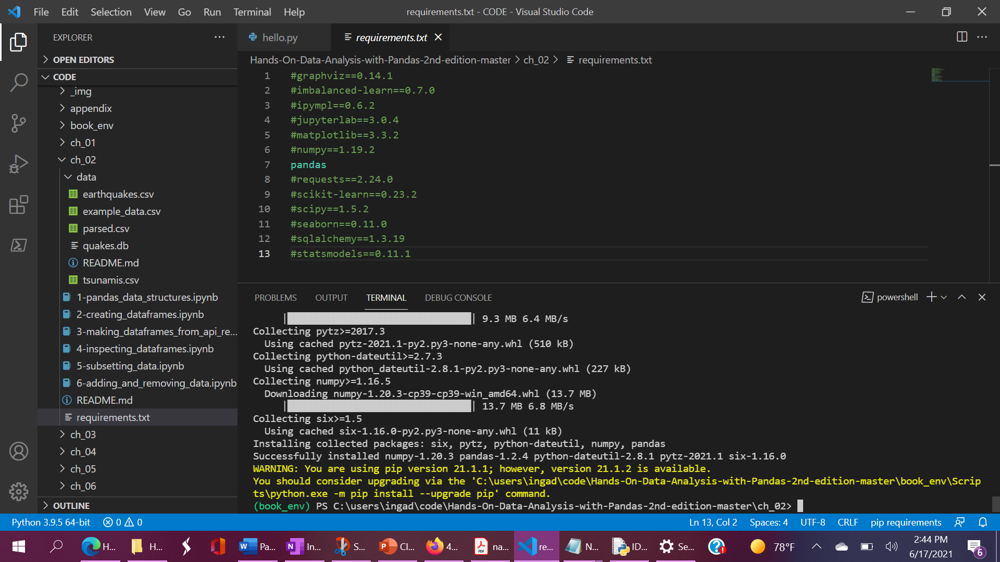 File Edit Selection View Go Run Terminal Help
requirements.txt - CODE - Visual Studio Code
EXPLORER
OPEN EDITORS
CODE
_img
appendix
book_env
ch_01
ch_02
data
earthquakes.csv
example_data.csv
parsed.csv
quakes.db
README.md
tsunamis.csv
1-pandas_data_structures.ipynb
2-creating_dataframes.ipynb
3-making_dataframes_from_api_re...
4-inspecting_dataframes.ipynb
5-subsetting_data.ipynb
6-adding_and_removing_data.ipynb
README.md
requirements.txt
ch_03
ch_04
ch_05
ch_06
OUTLINE
hello.py
requirements.txt
Hands-On-Data-Analysis-with-Pandas-2nd-edition-master > ch_02 > requirements.txt
1 #graphviz==0.14.1
2 #imbalanced-learn==0.7.0
3 #ipympl==0.6.2
4 #jupyterlab==3.0.4
5 #matplotlib==3.3.2
6 #numpy==1.19.2
7 pandas
8 #requests==2.24.0
9 #scikit-learn==0.23.2
10 #scipy==1.5.2
11 #seaborn==0.11.0
12 #sqlalchemy==1.3.19
13 #statsmodels==0.11.1
PROBLEMS OUTPUT TERMINAL DEBUG CONSOLE
powershell
| | 9.3 MB 6.4 MB/s
Collecting pytz>=2017.3
Using cached pytz-2021.1-py2.py3-none-any.whl (510 kB)
Collecting python-dateutil>=2.7.3
Using cached python_dateutil-2.8.1-py2.py3-none-any.whl (227 kB)
Collecting numpy>=1.16.5
Downloading numpy-1.20.3-cp39-cp39-win_amd64.whl (13.7 MB)
| | 13.7 MB 6.8 MB/s
Collecting six>=1.5
Using cached six-1.16.0-py2.py3-none-any.whl (11 kB)
Installing collected packages: six, pytz, python-dateutil, numpy, pandas
Successfully installed numpy-1.20.3 pandas-1.2.4 python-dateutil-2.8.1 pytz-2021.1 six-1.16.0
WARNING: You are using pip version 21.1.1; however, version 21.1.2 is available.
You should consider upgrading via the 'C:\users\ingad\code\Hands-On-Data-Analysis-with-Pandas-2nd-edition-master\book_env\Scrip
ts\python.exe -m pip install --upgrade pip' command.
(book_env) PS C:\users\ingad\code\Hands-On-Data-Analysis-with-Pandas-2nd-edition-master\ch_02>
Python 3.9.5 64-bit 0 0
Ln 13, Col 2 Spaces: 4 UTF-8 CRLF pip requirements
H... H... Pa... In... S... Cl... 4... na... re... N... ID... Se... 78°F
2:44 PM
6/17/2021
6